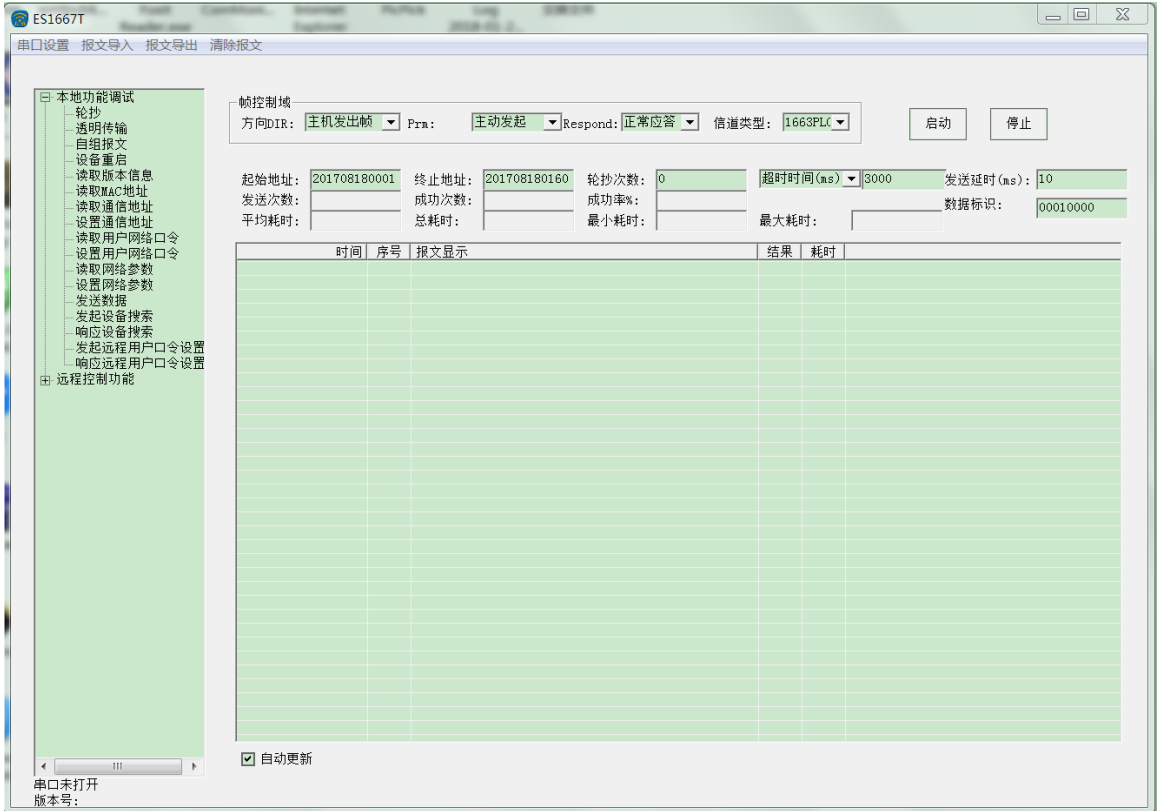 ES1667T
串口设置 报文导入 报文导出 清除报文
本地功能调试
轮抄
透明传输
自组报文
设备重启
读取版本信息
读取MAC地址
读取通信地址
设置通信地址
读取用户网络口令
设置用户网络口令
读取网络参数
设置网络参数
发送数据
发起设备搜索
响应设备搜索
发起远程用户口令设置
响应远程用户口令设置
远程控制功能
帧控制域
方向DIR: 主机发出帧 Prm: 主动发起 Respond: 正常应答 信道类型: 1663PL(
启动 停止
起始地址: 201708180001 终止地址: 201708180160 轮抄次数: 0 超时时间(ms) 3000 发送延时(ms): 10
发送次数: 成功次数: 成功率%: 数据标识: 00010000
平均耗时: 总耗时: 最小耗时: 最大耗时:
时间 序号 报文显示 结果 耗时
自动更新
串口未打开
版本号: